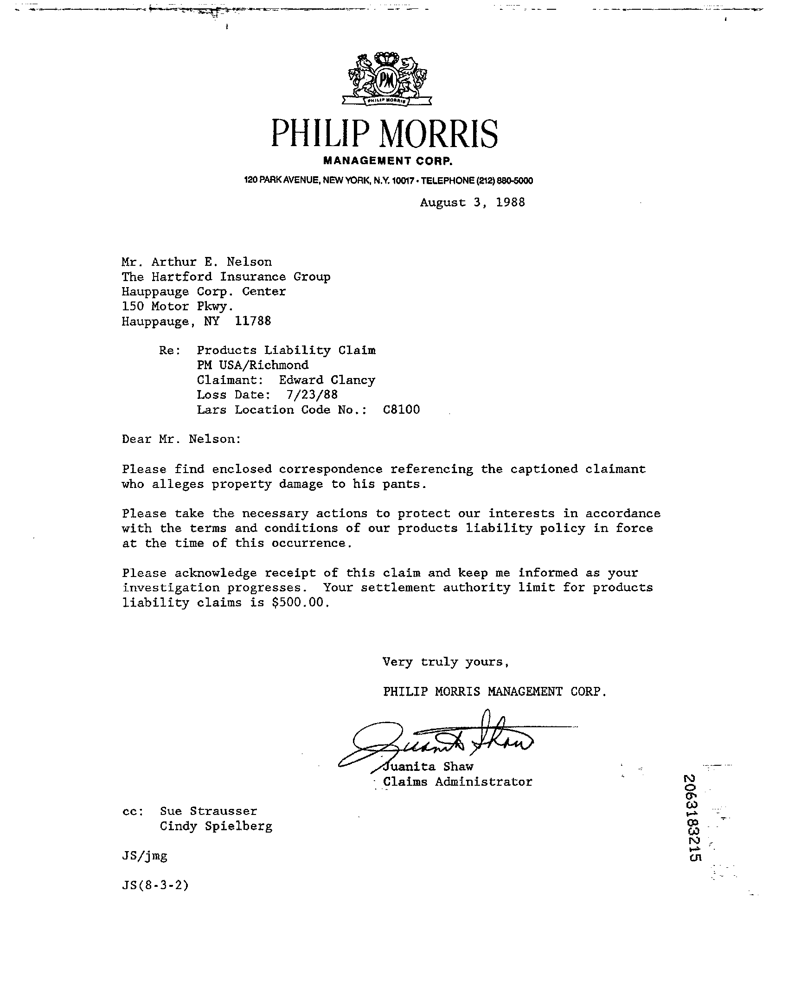 PM
PHILIP MORRIS
PHILIP MORRIS
MANAGEMENT CORP.
120 PARK AVENUE, NEW YORK, N.Y. 10017 • TELEPHONE (212) 880-5000
August 3, 1988
Mr. Arthur E. Nelson
The Hartford Insurance Group
Hauppauge Corp. Center
150 Motor Pkwy.
Hauppauge, NY 11788
Re: Products Liability Claim
PM USA/Richmond
Claimant: Edward Clancy
Loss Date: 7/23/88
Lars Location Code No.: C8100
Dear Mr. Nelson:
Please find enclosed correspondence referencing the captioned claimant
who alleges property damage to his pants.
Please take the necessary actions to protect our interests in accordance
with the terms and conditions of our products liability policy in force
at the time of this occurrence.
Please acknowledge receipt of this claim and keep me informed as your
investigation progresses. Your settlement authority limit for products
liability claims is $500.00.
Very truly yours,
PHILIP MORRIS MANAGEMENT CORP.
Juanita Shaw
Juanita Shaw
Claims Administrator
cc: Sue Strausser
Cindy Spielberg
JS/jmg
JS(8-3-2)
2063183215